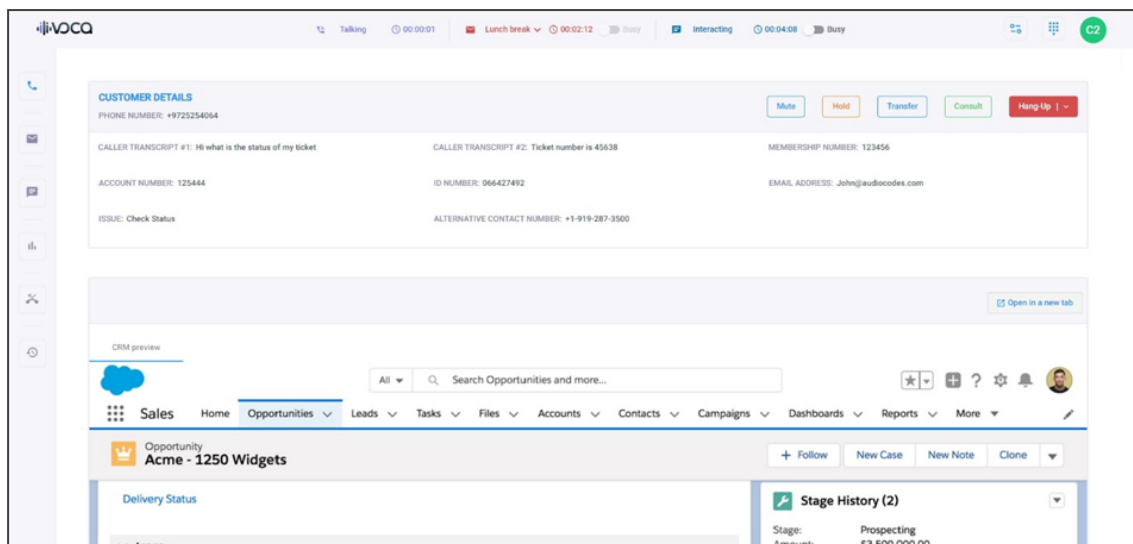 VOCA
Talking 00:00:01 Lunch break 00:02:12 Busy Interacting 00:04:08 Busy C2
CUSTOMER DETAILS
PHONE NUMBER: +9725254064
Mute Hold Transfer Consult Hang-Up
CALLER TRANSCRIPT #1: Hi what is the status of my ticket CALLER TRANSCRIPT #2: Ticket number is 45638 MEMBERSHIP NUMBER: 123456
ACCOUNT NUMBER: 125444 ID NUMBER: 066427492 EMAIL ADDRESS: John@audiocodes.com
ISSUE: Check Status ALTERNATIVE CONTACT NUMBER: +1-919-287-3500
Open in a new tab
CRM preview
All Search Opportunities and more...
Sales Home Opportunities Leads Tasks Files Accounts Contacts Campaigns Dashboards Reports More
Opportunity
Acme - 1250 Widgets
+ Follow New Case New Note Clone
Delivery Status Stage History (2)
Stage: Prospecting
Amount: $3,500,000.00